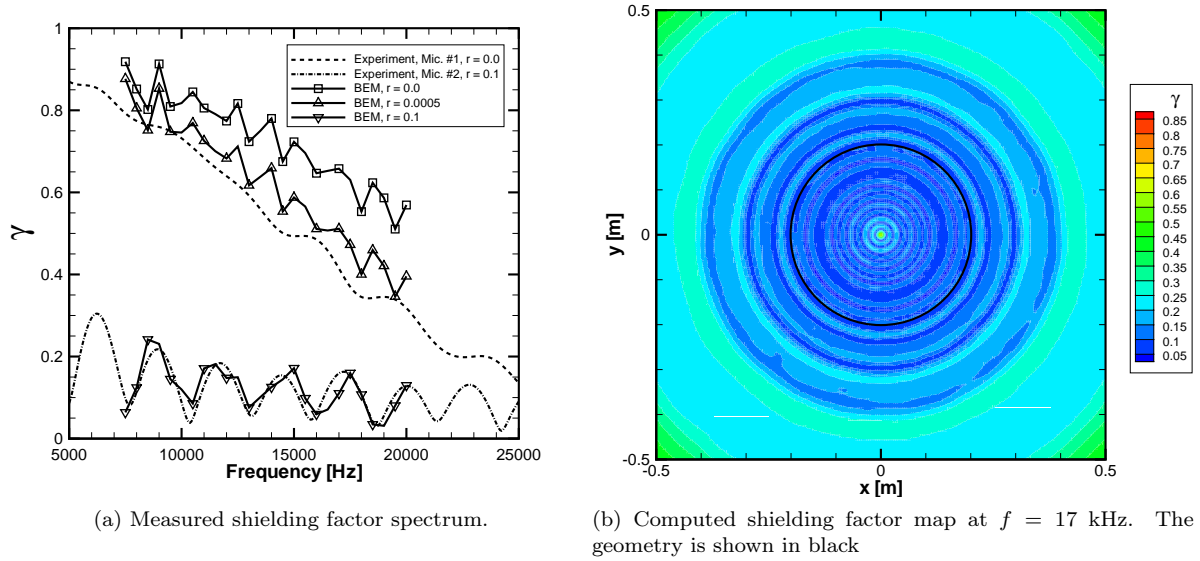 1
0.8
0.6
0.4
0.2
0
γ
5000 10000 15000 20000 25000
Frequency [Hz]
Experiment, Mic. #1, r = 0.0
Experiment, Mic. #2, r = 0.1
BEM, r = 0.0
BEM, r = 0.0005
BEM, r = 0.1
(a) Measured shielding factor spectrum.
0.5
0
-0.5
y [m]
-0.5 0 0.5
x [m]
γ
0.85
0.8
0.75
0.7
0.65
0.6
0.55
0.5
0.45
0.4
0.35
0.3
0.25
0.2
0.15
0.1
0.05
(b) Computed shielding factor map at f = 17 kHz. The
geometry is shown in black